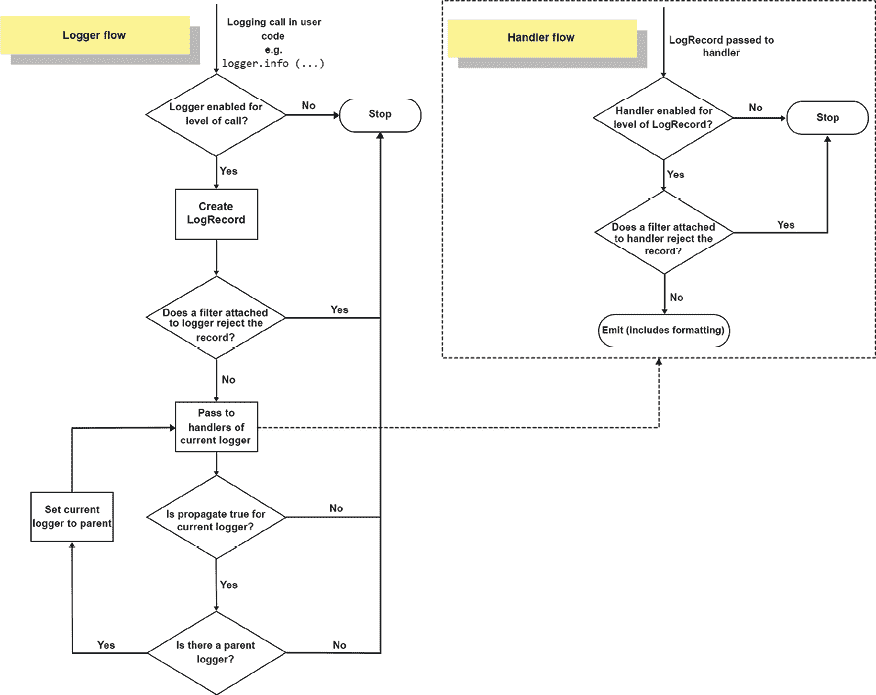 Logger flow
Logging call in user
code
e.g.
logger.info (...)
Logger enabled for
level of call?
No
Stop
Yes
Create
LogRecord
Does a filter attached
to logger reject the
record?
Yes
No
Pass to
handlers of
current logger
Set current
logger to parent
Is propagate true for
current logger?
No
Yes
Is there a parent
logger?
Yes
No
Handler flow
LogRecord passed to
handler
Handler enabled for
level of LogRecord?
No
Stop
Yes
Does a filter attached
to handler reject the
record?
Yes
No
Emit (includes formatting)